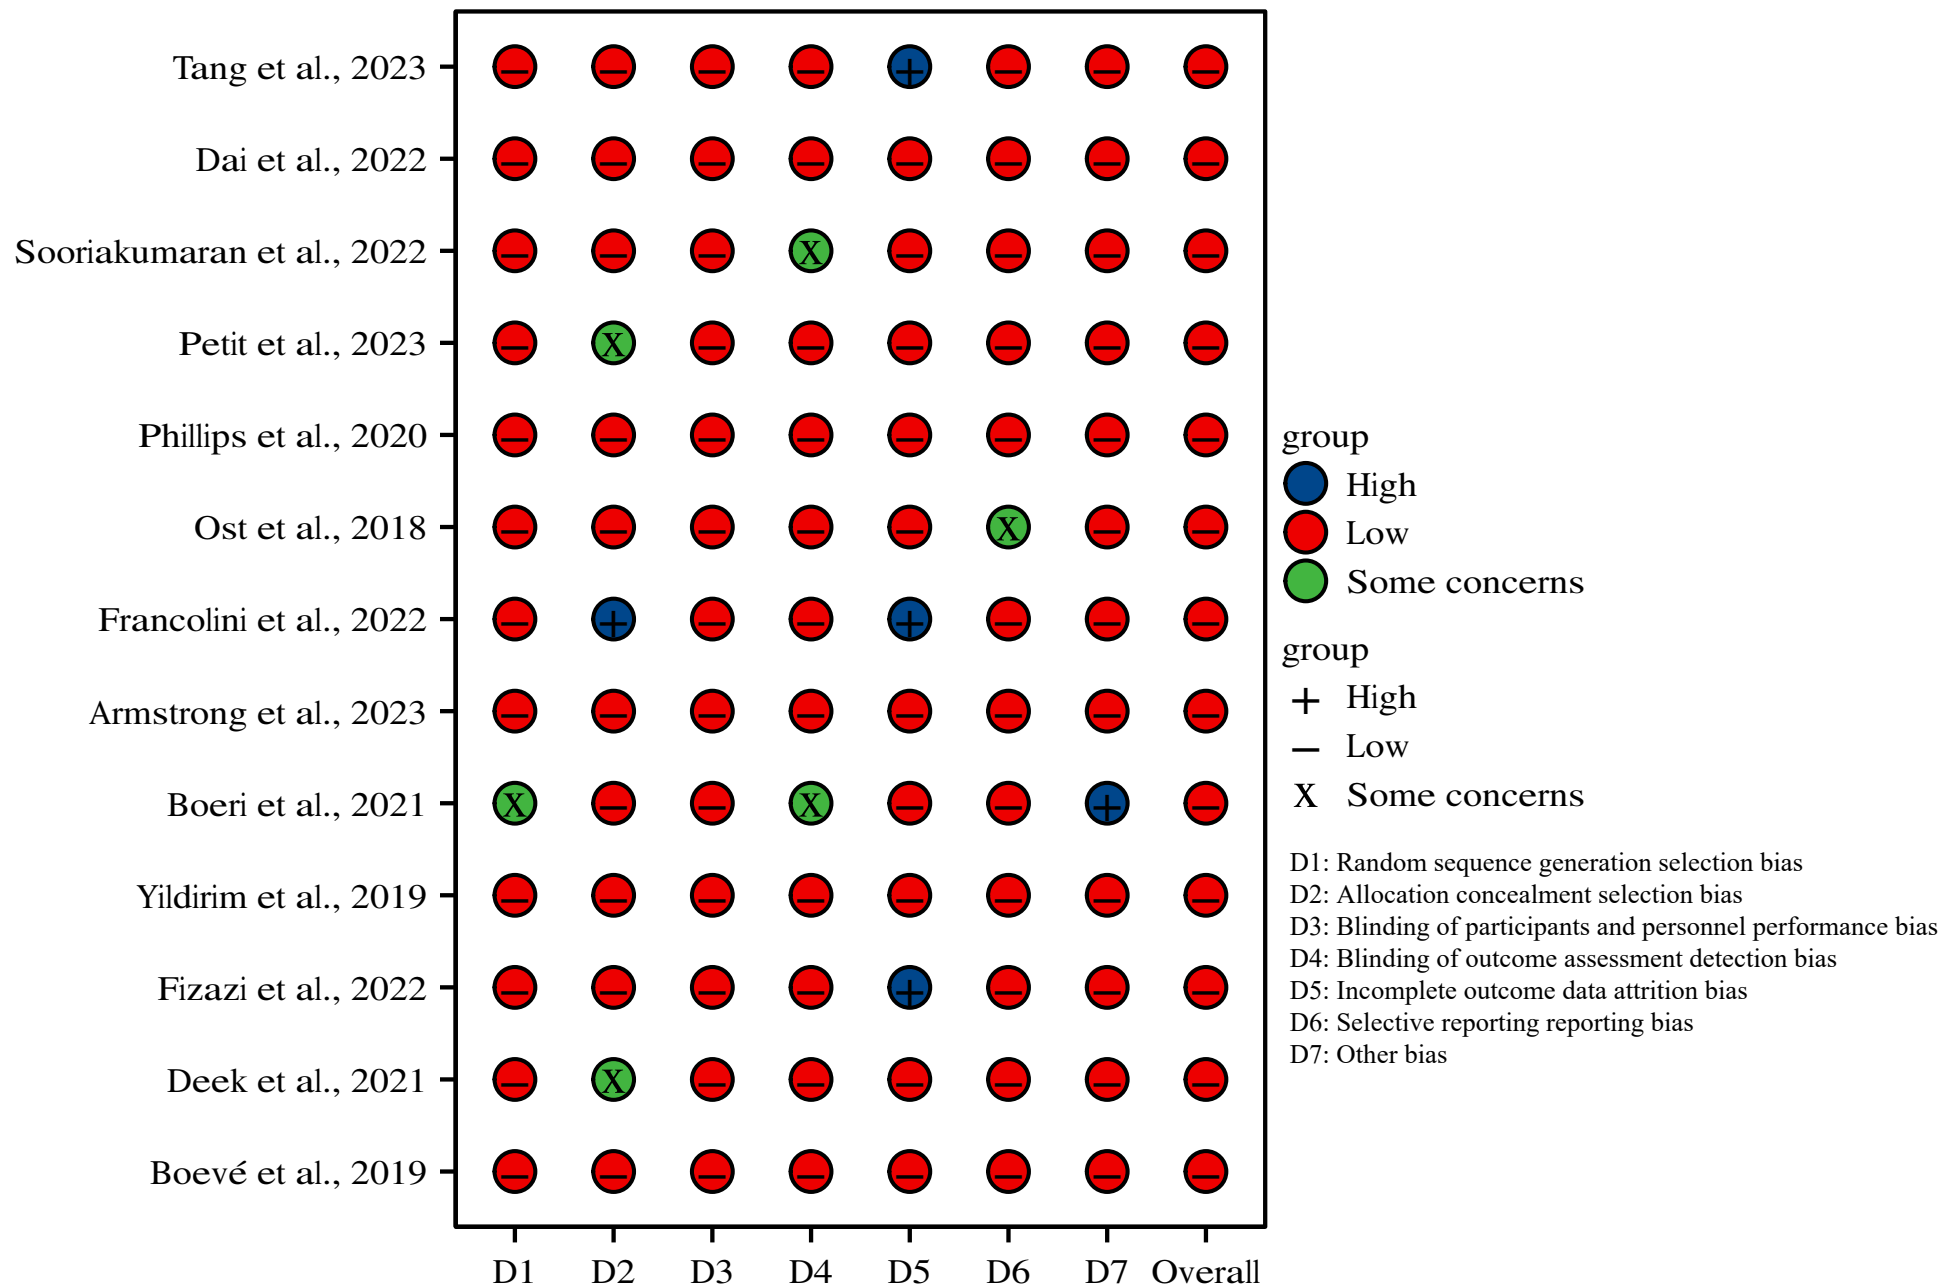 Tang et al., 2023 − − − − + − − −
Dai et al., 2022 − − − − − − − −
Sooriakumaran et al., 2022 − − − X − − − −
Petit et al., 2023 − X − − − − − −
Phillips et al., 2020 − − − − − − − −
Ost et al., 2018 − − − − − X − −
Francolini et al., 2022 − + − − + − − −
Armstrong et al., 2023 − − − − − − − −
Boeri et al., 2021 X − − X − − + −
Yildirim et al., 2019 − − − − − − − −
Fizazi et al., 2022 − − − − + − − −
Deek et al., 2021 − X − − − − − −
Boevé et al., 2019 − − − − − − − −
D1 D2 D3 D4 D5 D6 D7 Overall
group
High
Low
Some concerns
group
+ High
− Low
X Some concerns
D1: Random sequence generation selection bias
D2: Allocation concealment selection bias
D3: Blinding of participants and personnel performance bias
D4: Blinding of outcome assessment detection bias
D5: Incomplete outcome data attrition bias
D6: Selective reporting reporting bias
D7: Other bias